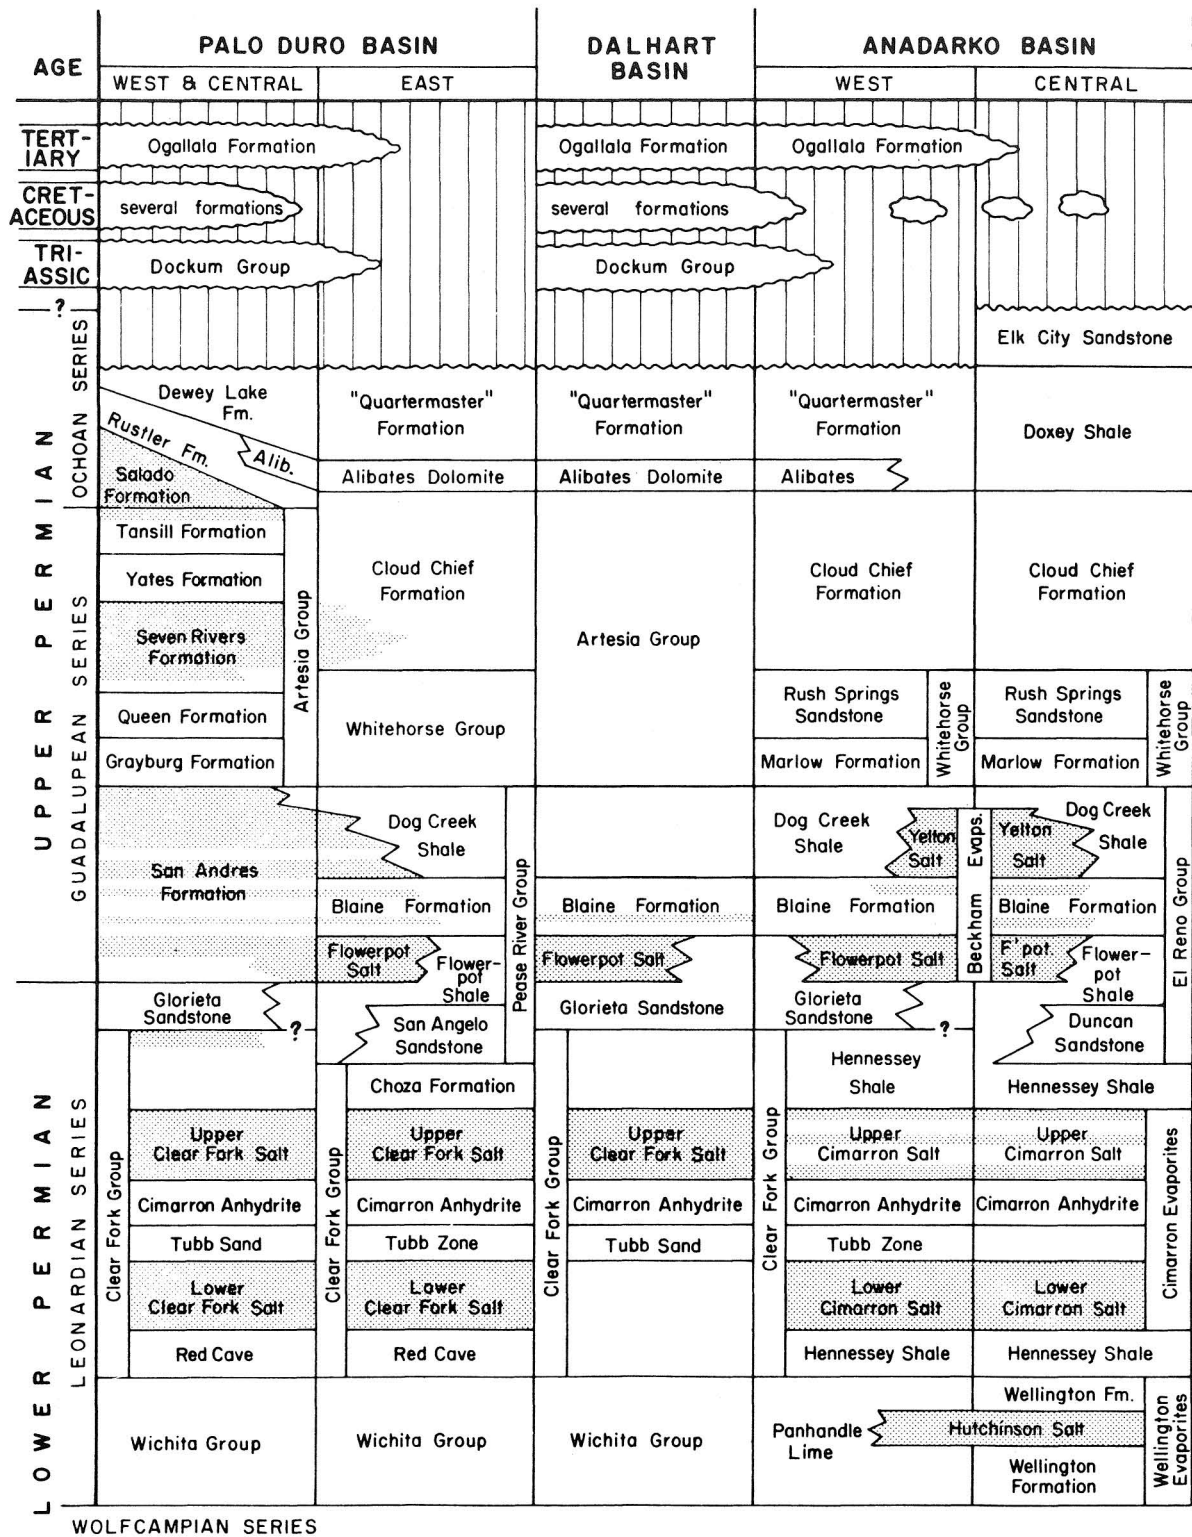 PALO DURO BASIN
DALHART
BASIN
ANADARKO BASIN
AGE
WEST & CENTRAL
EAST
WEST
CENTRAL
TERT-
IARY
Ogallala Formation
Ogallala Formation
Ogallala Formation
CRET-
ACEOUS
several formations
several formations
TRI-
ASSIC
Dockum Group
Dockum Group
?
UPPER PERMIAN
OCHOAN SERIES
Elk City Sandstone
Dewey Lake
Fm.
"Quartermaster"
Formation
"Quartermaster"
Formation
"Quartermaster"
Formation
Doxey Shale
Rustler Fm.
Alib.
Alibates Dolomite
Alibates Dolomite
Alibates
Salado
Formation
GUADALUPEAN SERIES
Tansill Formation
Yates Formation
Seven Rivers
Formation
Queen Formation
Grayburg Formation
Artesia Group
Cloud Chief
Formation
Whitehorse Group
Artesia Group
Cloud Chief
Formation
Cloud Chief
Formation
Rush Springs
Sandstone
Marlow Formation
Whitehorse
Group
Rush Springs
Sandstone
Marlow Formation
Whitehorse
Group
San Andres
Formation
Dog Creek
Shale
Blaine Formation
Flowerpot
Salt
Flower-
pot
Shale
San Angelo
Sandstone
Pease River Group
Blaine Formation
Flowerpot Salt
Glorieta Sandstone
Dog Creek
Shale
Yelton
Salt
Beckham Evaps.
Yelton
Salt
Dog Creek
Shale
Blaine Formation
Blaine Formation
Flowerpot Salt
F'pot
Salt
Flower-
pot
Shale
El Reno Group
Glorieta
Sandstone
?
Glorieta
Sandstone
?
Duncan
Sandstone
LOWER PERMIAN
LEONARDIAN SERIES
Clear Fork Group
Upper
Clear Fork Salt
Cimarron Anhydrite
Tubb Sand
Lower
Clear Fork Salt
Red Cave
Wichita Group
Clear Fork Group
Choza Formation
Upper
Clear Fork Salt
Cimarron Anhydrite
Tubb Zone
Lower
Clear Fork Salt
Red Cave
Wichita Group
Clear Fork Group
Upper
Clear Fork Salt
Cimarron Anhydrite
Tubb Sand
Wichita Group
Clear Fork Group
Hennessey
Shale
Upper
Cimarron Salt
Cimarron Anhydrite
Tubb Zone
Lower
Cimarron Salt
Hennessey Shale
Panhandle
Lime
Hennessey Shale
Upper
Cimarron Salt
Cimarron Anhydrite
Lower
Cimarron Salt
Cimarron Evaporites
Hennessey Shale
Wellington Fm.
Hutchinson Salt
Wellington
Formation
Wellington
Evaporites
WOLFCAMPIAN SERIES